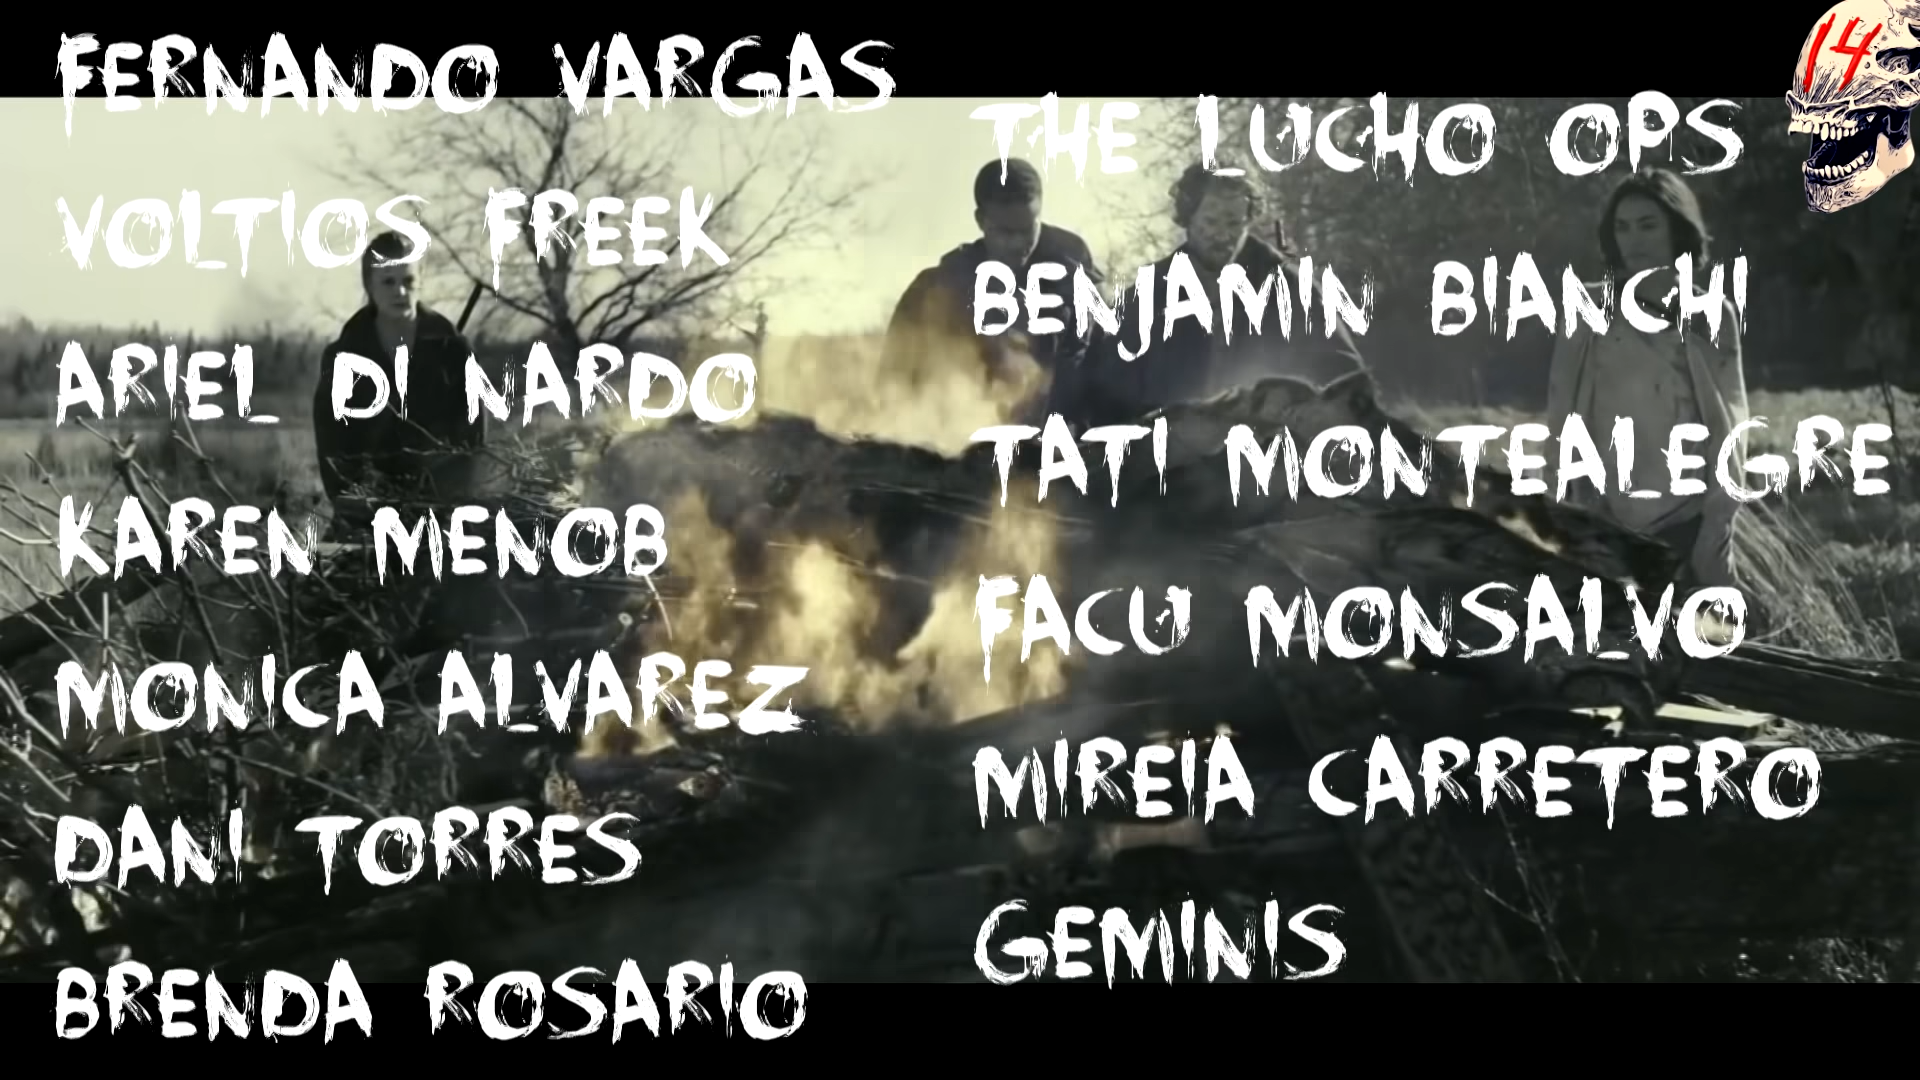 FERNANDO VARGAS
VOLTIOS FREEK
ARIEL DI NARDO
KAREN MENOB
MONICA ALVAREZ
DANI TORRES
BRENDA ROSARIO
THE LUCHO OPS
BENJAMIN BIANCHI
TATI MONTEALEGRE
FACU MONSALVO
MIREIA CARRETERO
GEMINIS
14